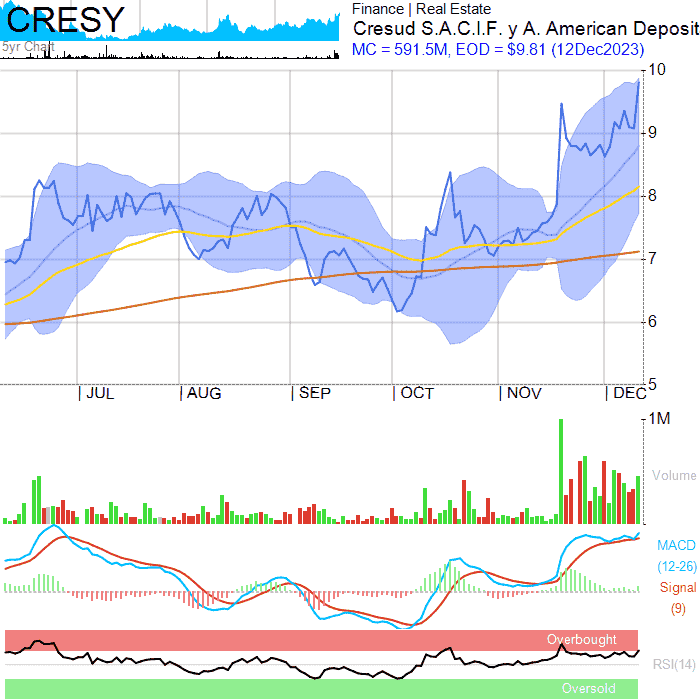 CRESY
Finance | Real Estate
Cresud S.A.C.I.F. y A. American Deposit
MC = 591.5M, EOD = $9.81 (12Dec2023)
5yr Chart
10
9
8
7
6
5
| JUL | AUG | SEP | OCT | NOV | DEC
1M
Volume
MACD
(12-26)
Signal
(9)
Overbought
RSI(14)
Oversold